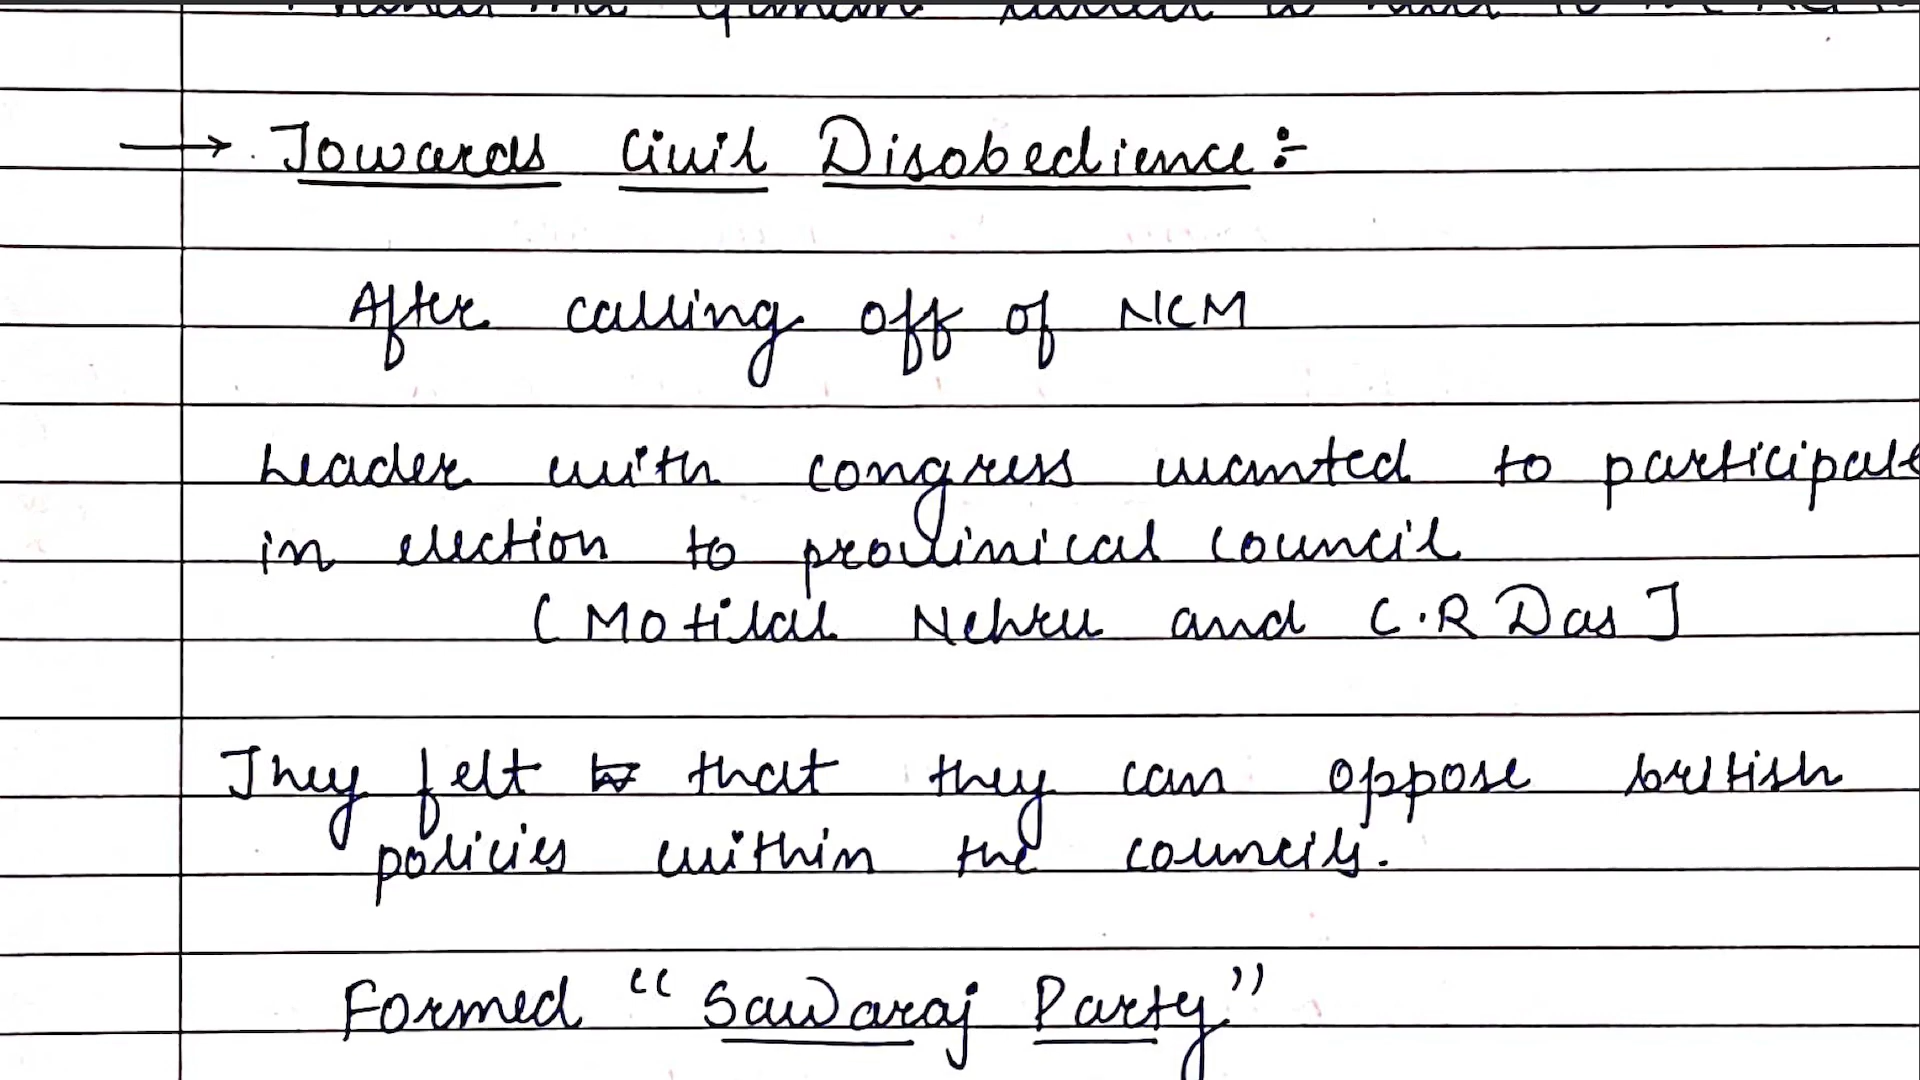 → Towards Civil Disobedience :-
After calling off of NCM
Leader with congress wanted to participate
in election to provinical council
(Motilal Nehru and C.R Das]
They felt that they can oppose british
policies within the councils.
Formed "Sawaraj Party"